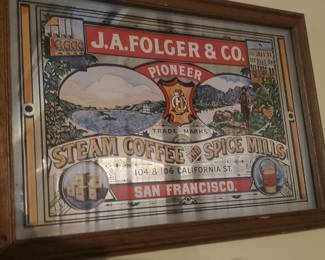 J.A. FOLGER & CO.
PIONEER
TRADE MARKS
STEAM COFFEE AND SPICE MILLS
104 & 106 CALIFORNIA ST.
SAN FRANCISCO.